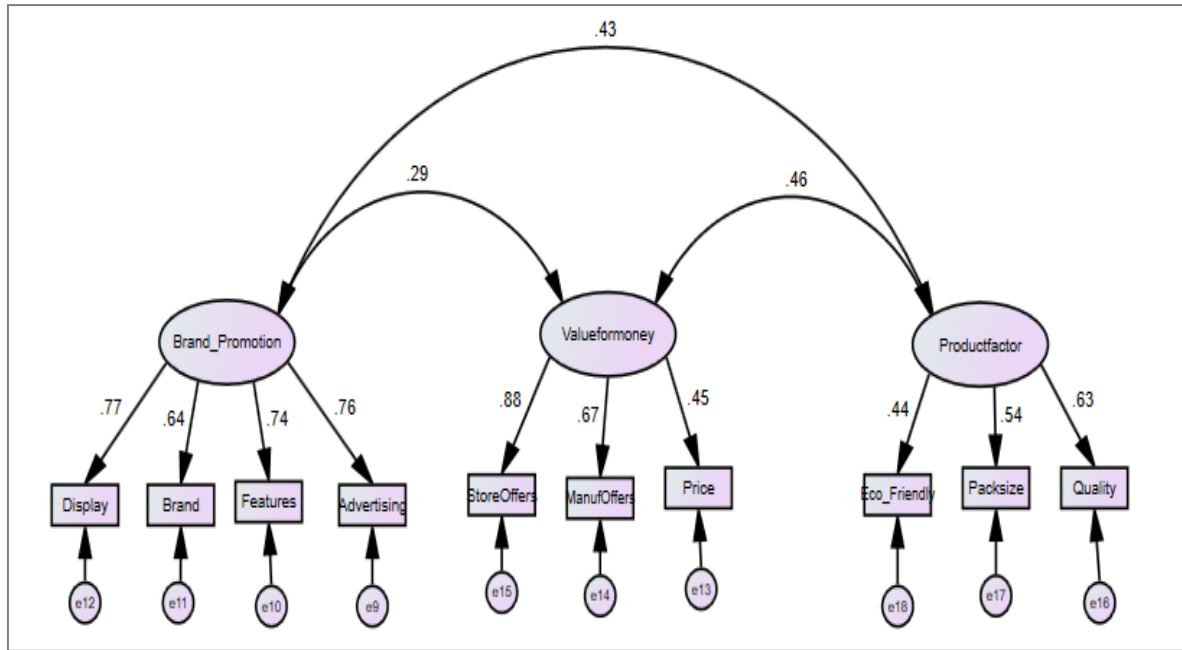 .43
.29
.46
Brand_Promotion
Valueformoney
Productfactor
.77
.64
.74
.76
.88
.67
.45
.44
.54
.63
Display
Brand
Features
Advertising
StoreOffers
ManufOffers
Price
Eco_Friendly
Packsize
Quality
e12
e11
e10
e9
e15
e14
e13
e18
e17
e16